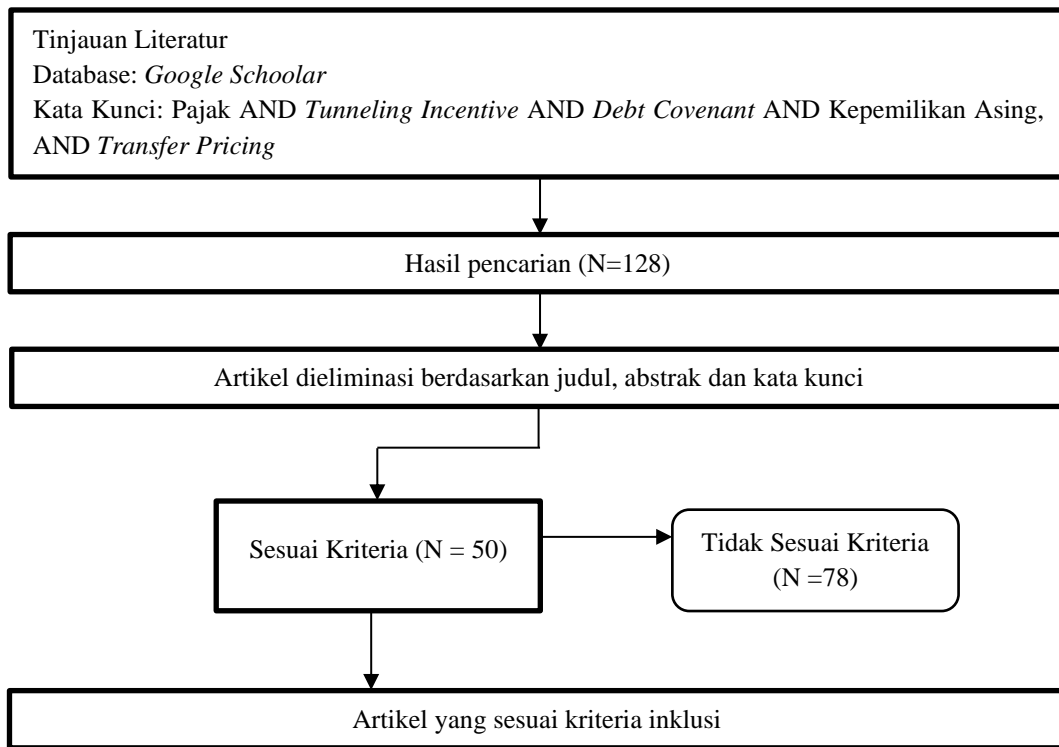 Tinjauan Literatur
Database: Google Schoolar
Kata Kunci: Pajak AND Tunneling Incentive AND Debt Covenant AND Kepemilikan Asing,
AND Transfer Pricing
Hasil pencarian (N=128)
Artikel dieliminasi berdasarkan judul, abstrak dan kata kunci
Sesuai Kriteria (N = 50)
Tidak Sesuai Kriteria
(N =78)
Artikel yang sesuai kriteria inklusi